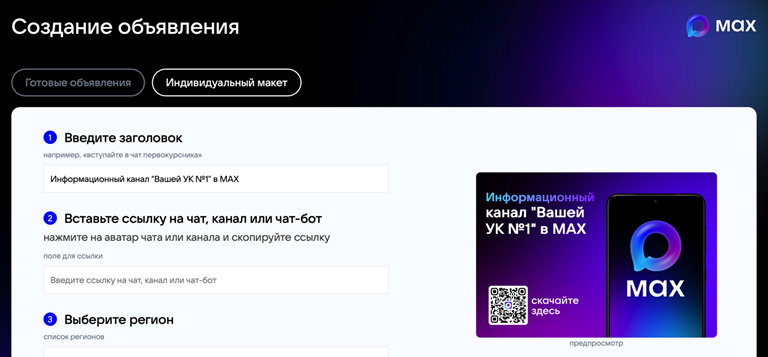 Создание объявления
max
Готовые объявления
Индивидуальный макет
1 Введите заголовок
например, «вступайте в чат первокурсника»
Информационный канал "Вашей УК №1" в MAX
2 Вставьте ссылку на чат, канал или чат-бот
нажмите на аватар чата или канала и скопируйте ссылку
поле для ссылки
Введите ссылку на чат, канал или чат-бот
3 Выберите регион
список регионов
Информационный
канал "Вашей
УК №1" в MAX
max
скачайте
здесь
предпросмотр